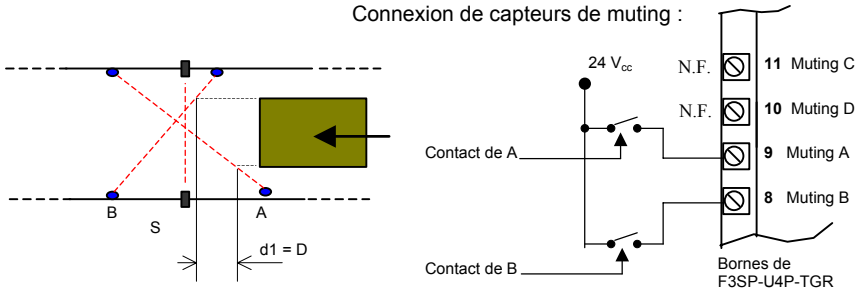 Connexion de capteurs de muting :
24 Vcc
N.F.
11 Muting C
N.F.
10 Muting D
Contact de A
9 Muting A
8 Muting B
B
A
S
d1 = D
Contact de B
Bornes de
F3SP-U4P-TGR